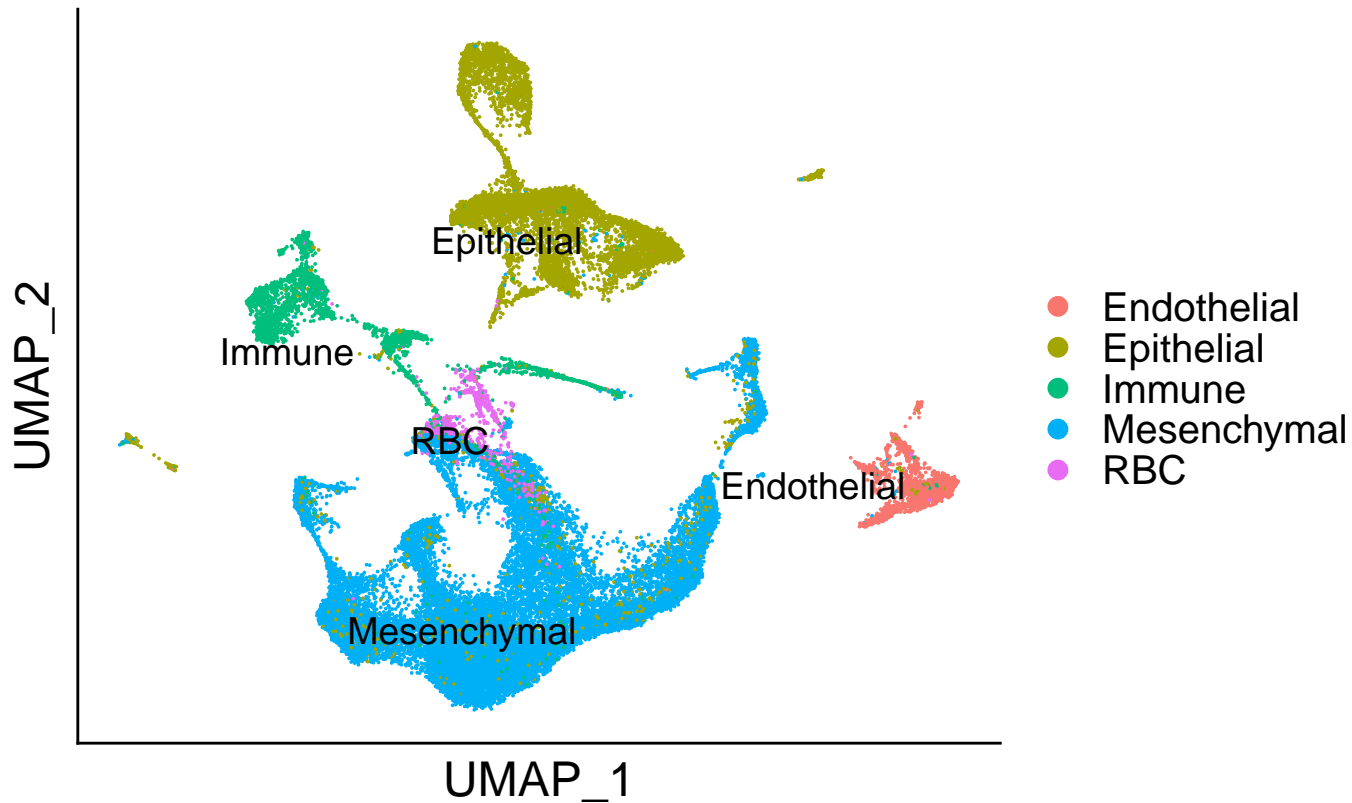 UMAP_2
Epithelial
Immune
RBC
Endothelial
Mesenchymal
UMAP_1
Endothelial
Epithelial
Immune
Mesenchymal
RBC